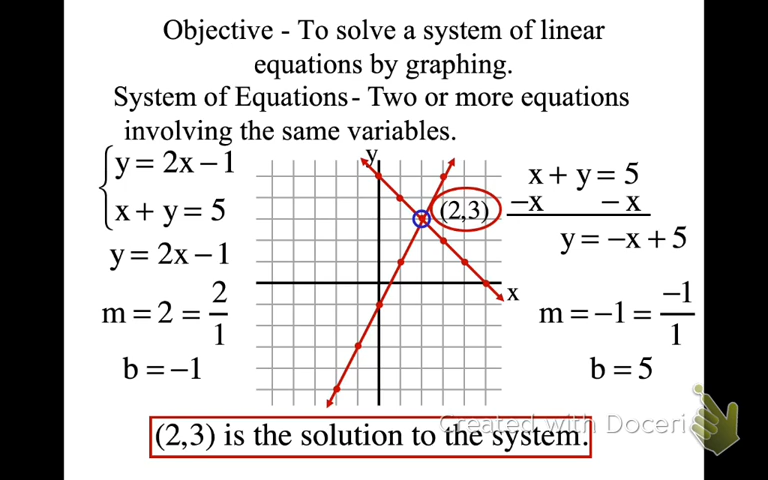 Objective - To solve a system of linear
equations by graphing.
System of Equations- Two or more equations
involving the same variables.
y = 2x − 1
x + y = 5
y = 2x − 1
m = 2 = 2/1
b = −1
y
(2,3)
x
x + y = 5
−x − x
y = −x + 5
m = −1 = −1/1
b = 5
Created with Doceri
(2,3) is the solution to the system.